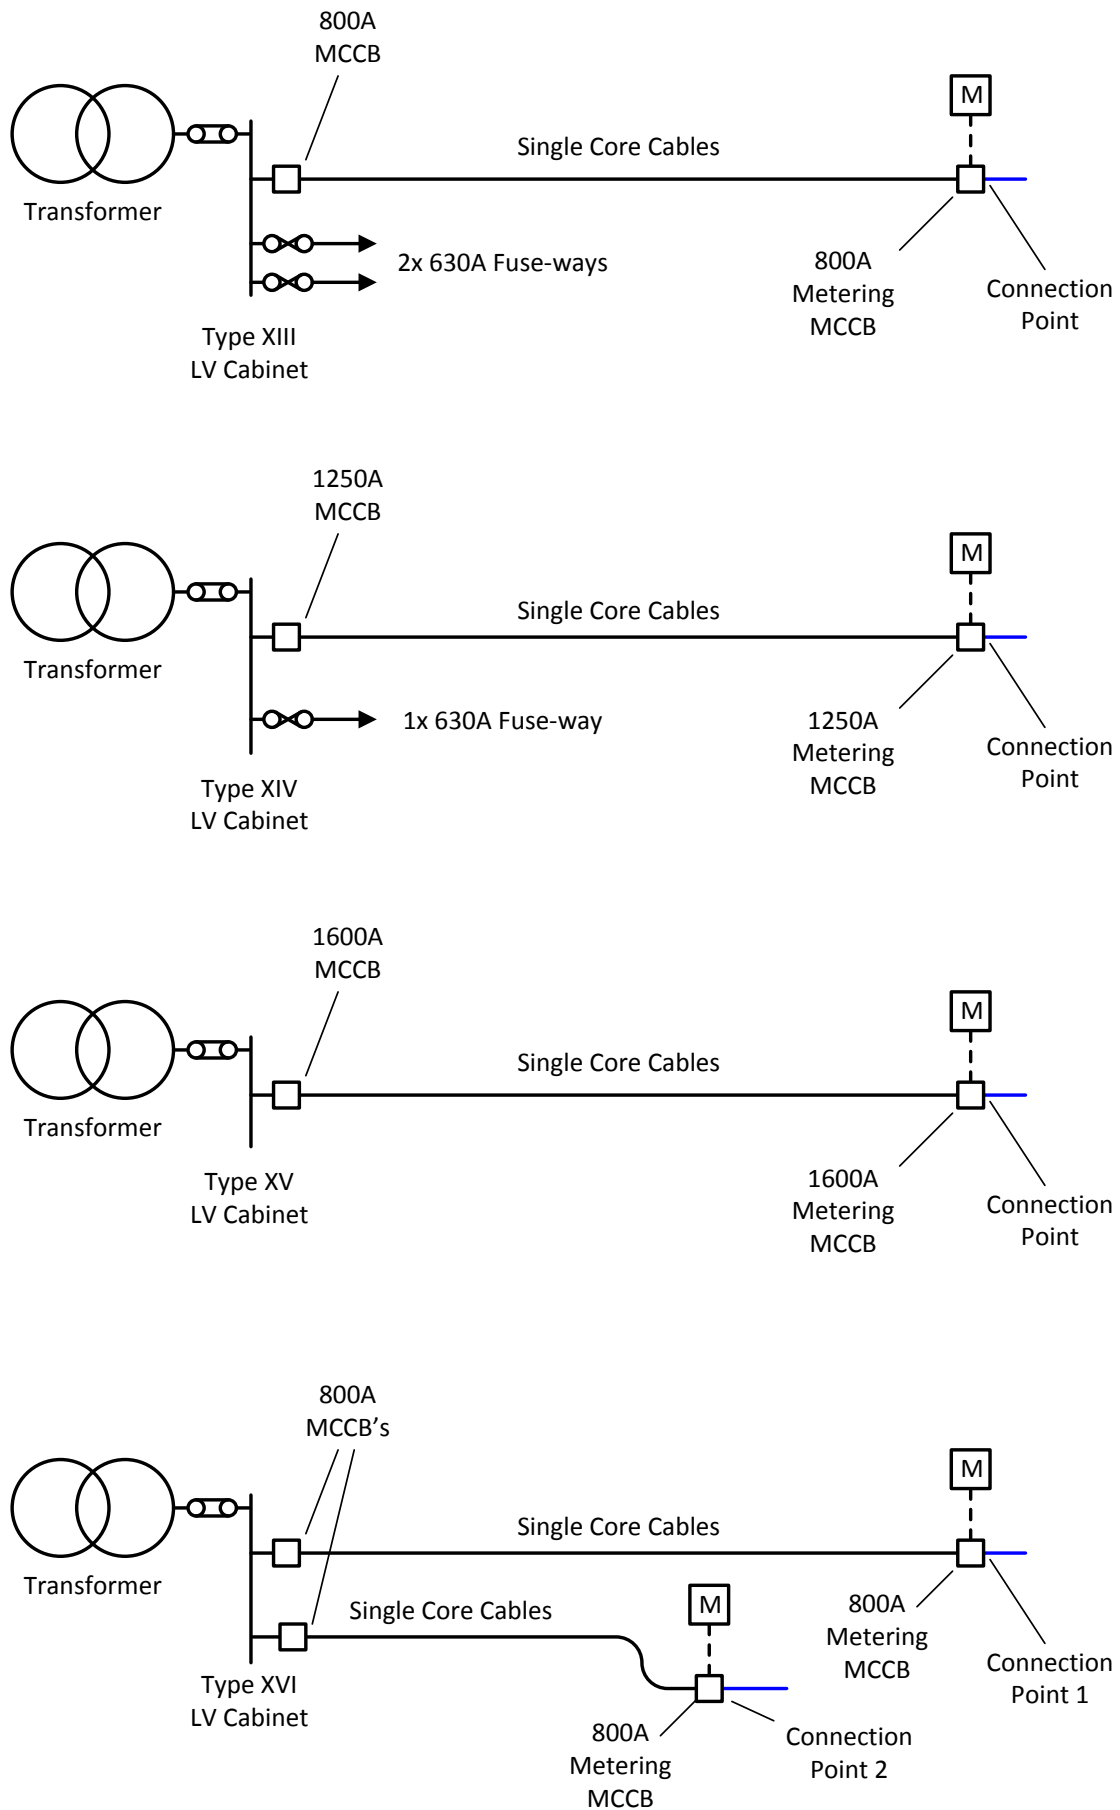 800A
MCCB
M
Single Core Cables
Transformer
2x 630A Fuse-ways
800A
Metering
MCCB
Connection
Point
Type XIII
LV Cabinet
1250A
MCCB
M
Single Core Cables
Transformer
1x 630A Fuse-way
1250A
Metering
MCCB
Connection
Point
Type XIV
LV Cabinet
1600A
MCCB
M
Single Core Cables
Transformer
Type XV
LV Cabinet
1600A
Metering
MCCB
Connection
Point
800A
MCCB’s
M
Single Core Cables
Transformer
Single Core Cables
M
800A
Metering
MCCB
Connection
Point 1
Type XVI
LV Cabinet
800A
Metering
MCCB
Connection
Point 2